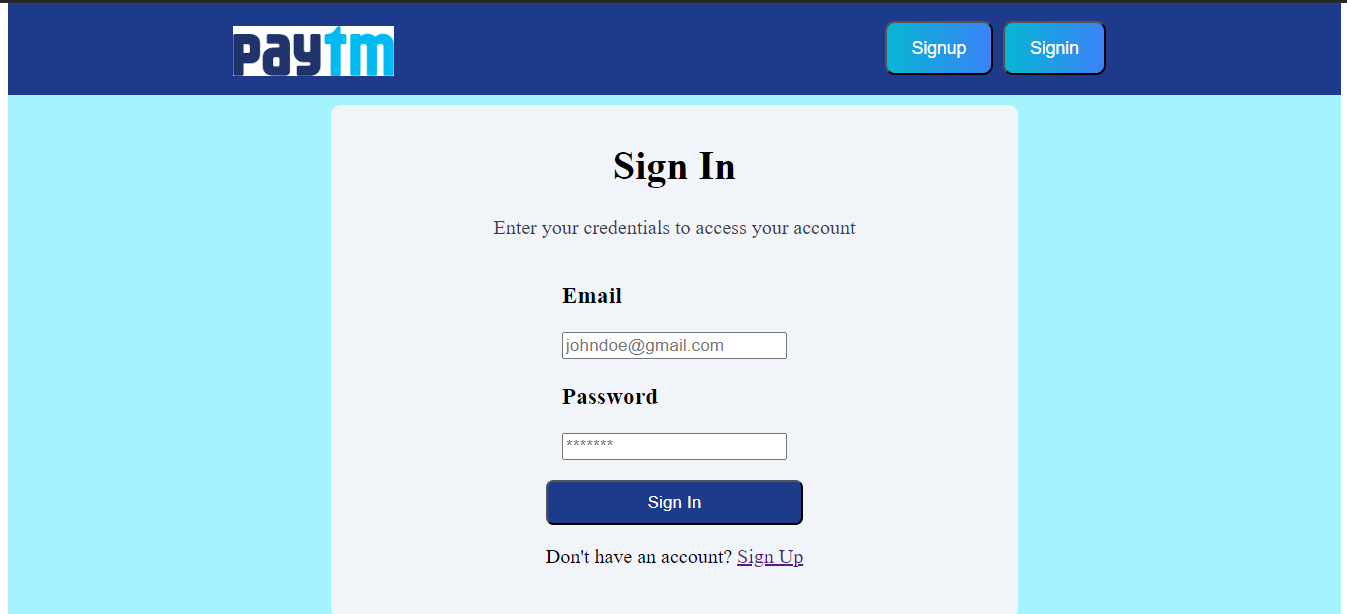 paytm
Signup
Signin
Sign In
Enter your credentials to access your account
Email
johndoe@gmail.com
Password
*******
Sign In
Don't have an account? Sign Up